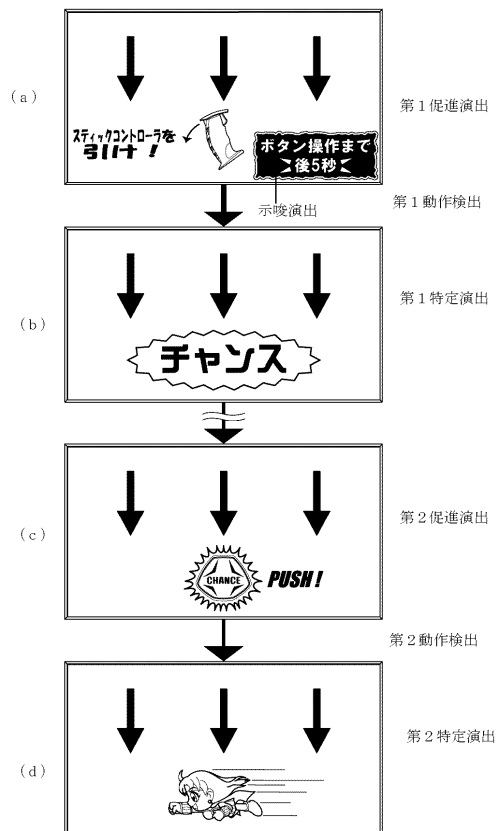 (a)
第1促進演出
スティックコントローラを
引け！
ボタン操作まで
後5秒
示唆演出
第1動作検出
(b)
第1特定演出
チャンス
(c)
第2促進演出
CHANCE
PUSH!
第2動作検出
(d)
第2特定演出